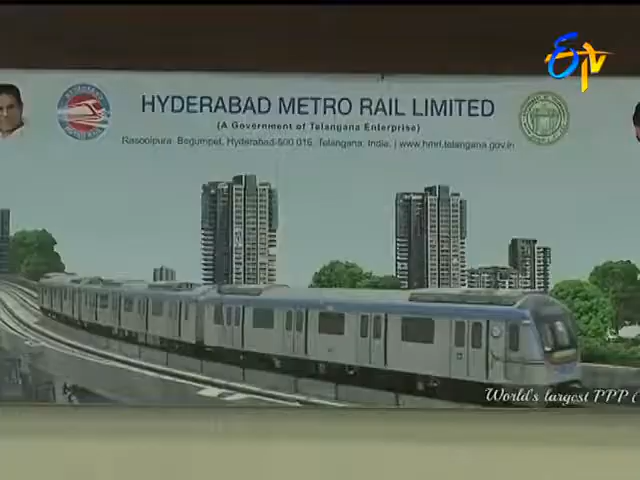 ETV
HYDERABAD METRO RAIL LIMITED
(A Government of Telangana Enterprise)
Rasoolpura, Begumpet, Hyderabad-500 016, Telangana, India. | www.hmrl.telangana.gov.in
World's largest PPP